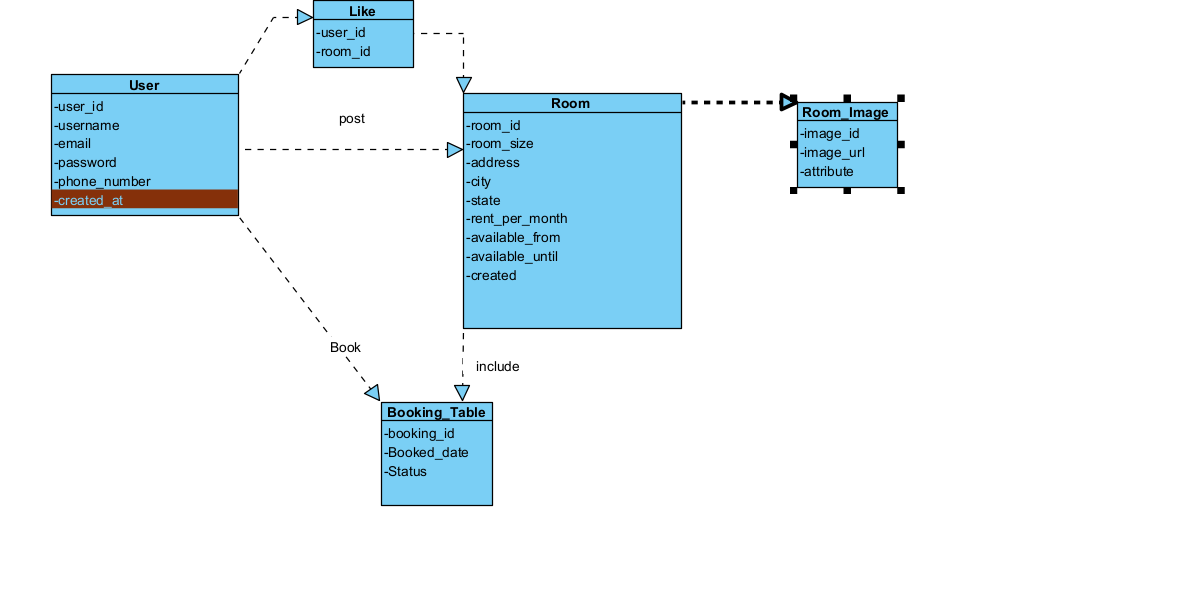 Like
-user_id
-room_id
User
-user_id
-username
-email
-password
-phone_number
-created_at
post
Room
-room_id
-room_size
-address
-city
-state
-rent_per_month
-available_from
-available_until
-created
Room_Image
-image_id
-image_url
-attribute
Book
include
Booking_Table
-booking_id
-Booked_date
-Status